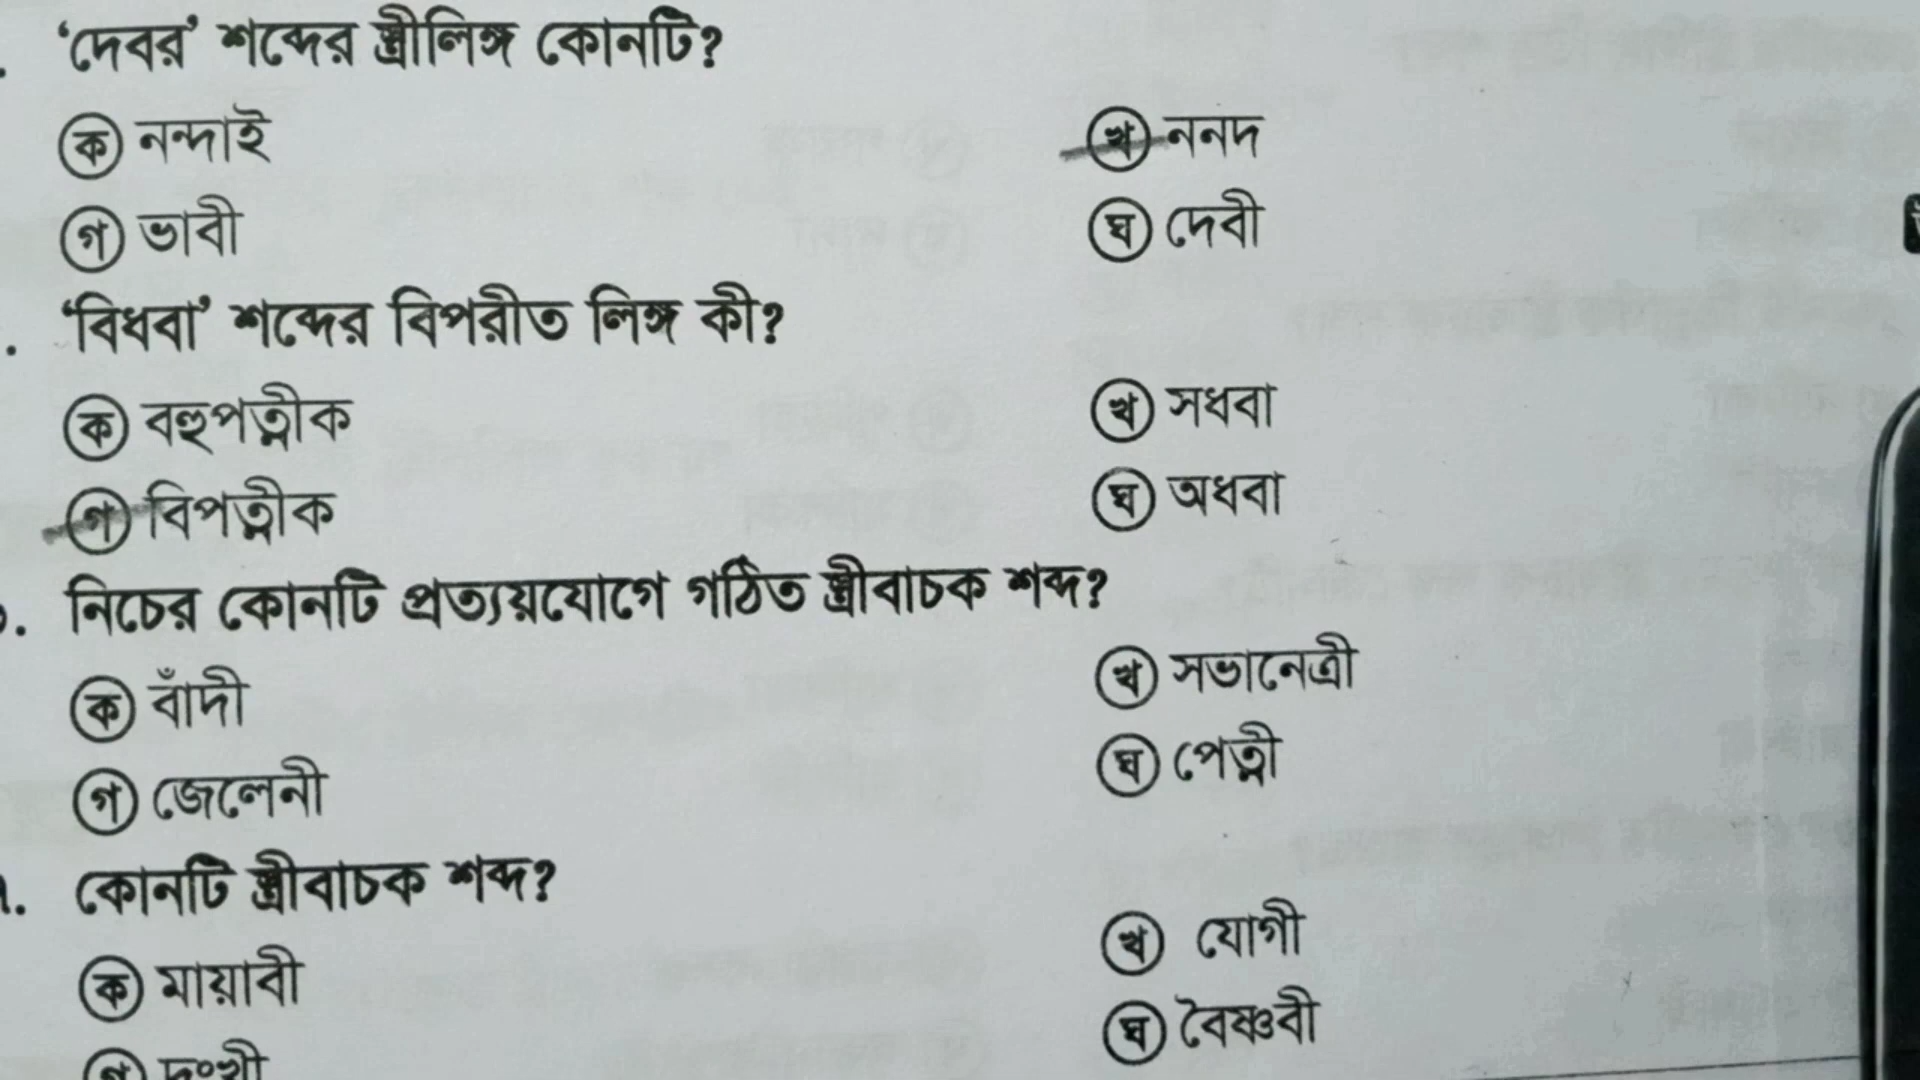 'দেবর' শব্দের স্ত্রীলিঙ্গ কোনটি?
ক নন্দাই
খ ননদ
গ ভাবী
ঘ দেবী
'বিধবা' শব্দের বিপরীত লিঙ্গ কী?
ক বহুপত্নীক
খ সধবা
গ বিপত্নীক
ঘ অধবা
নিচের কোনটি প্রত্যয়যোগে গঠিত স্ত্রীবাচক শব্দ?
ক বাঁদী
খ সভানেত্রী
গ জেলেনী
ঘ পেত্নী
কোনটি স্ত্রীবাচক শব্দ?
ক মায়াবী
খ যোগী
ঘ বৈষ্ণবী
গ দুঃখী